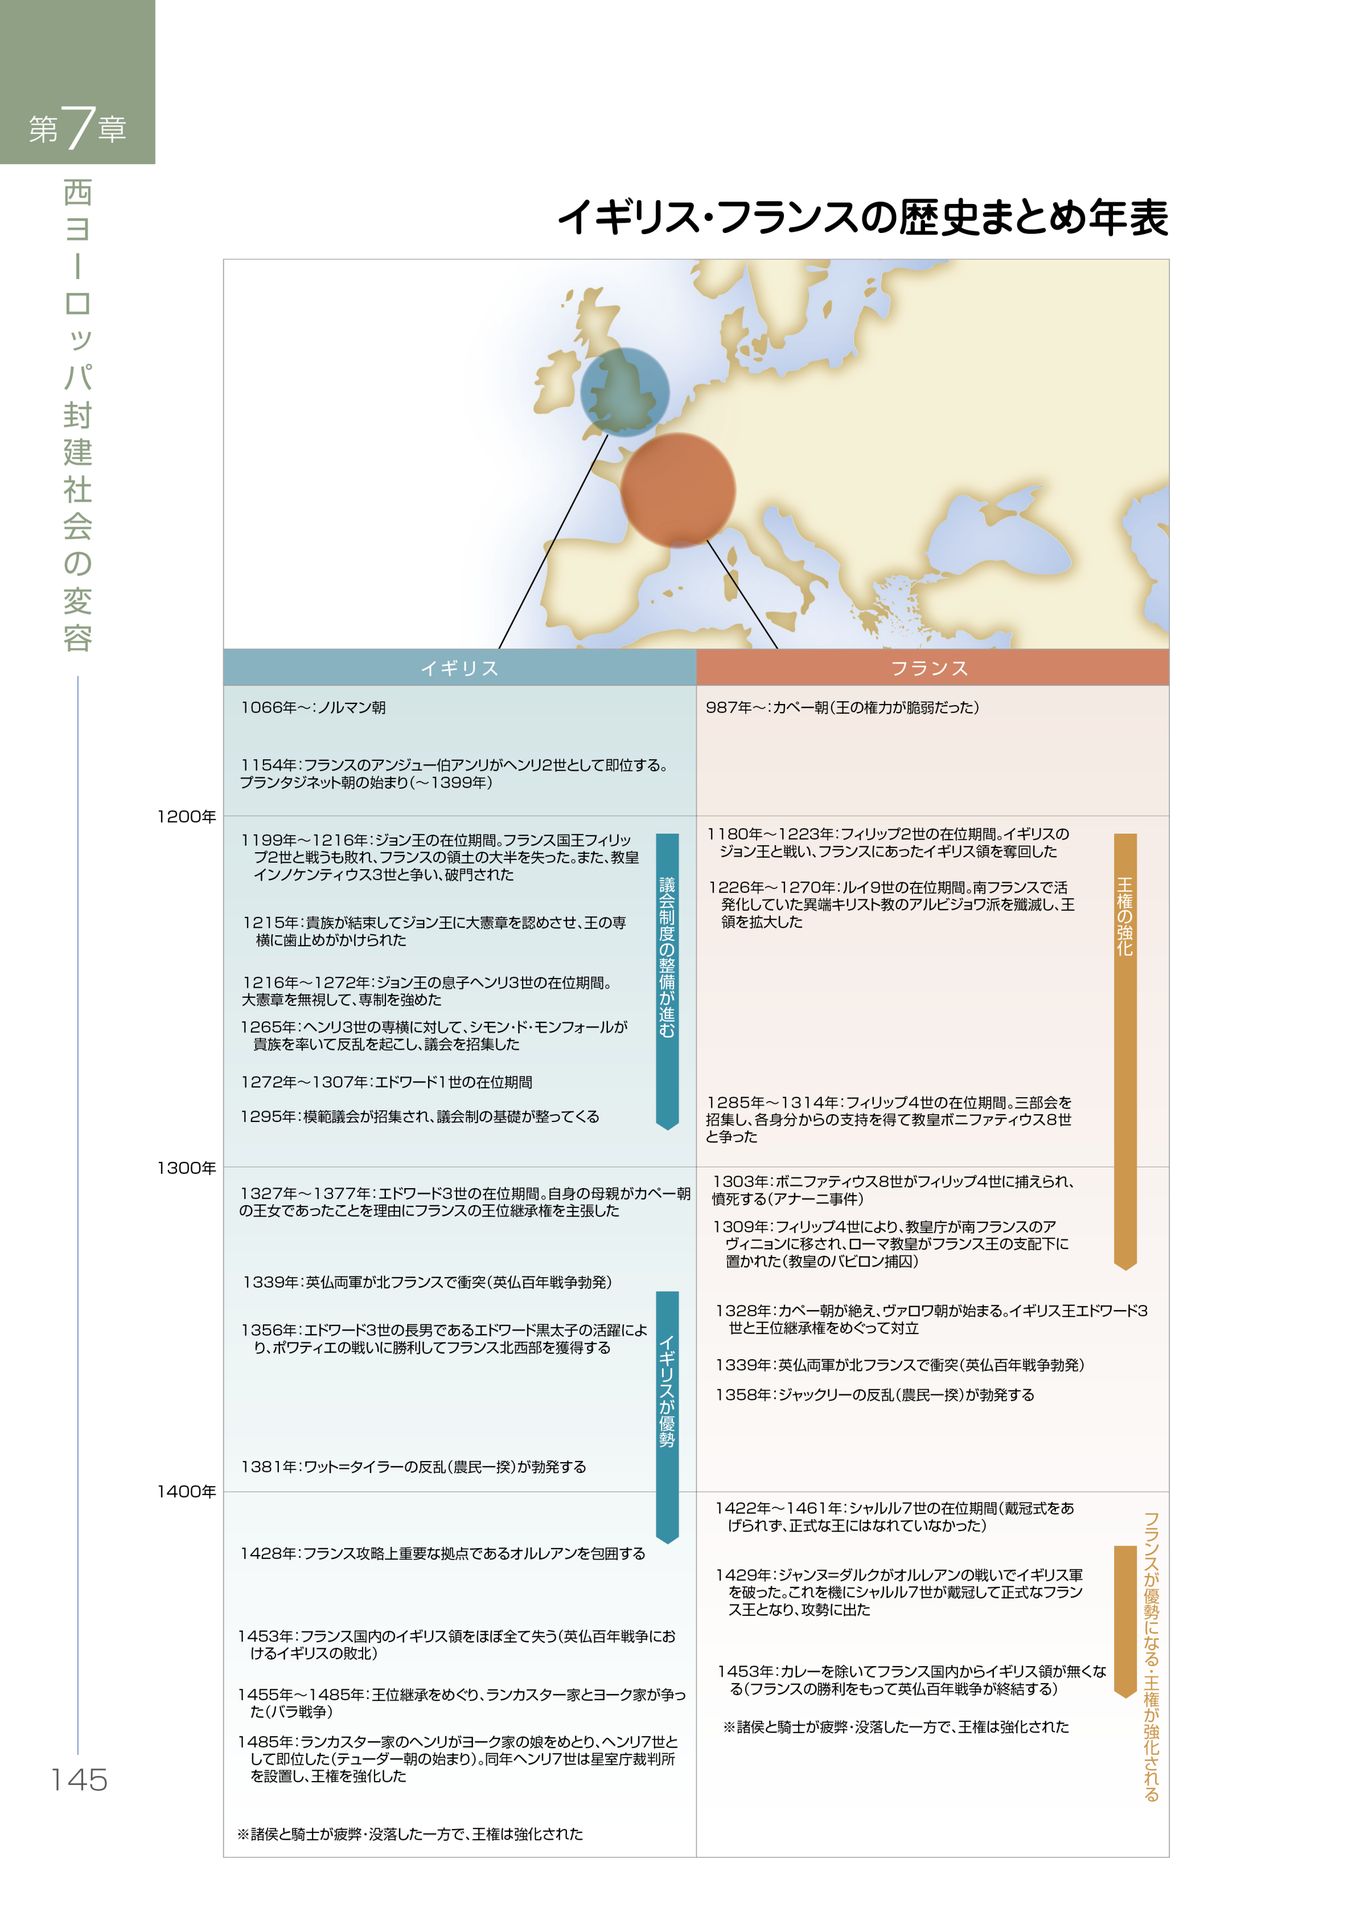 第7章
西ヨーロッパ封建社会の変容
145
イギリス・フランスの歴史まとめ年表
イギリス
フランス
1066年～：ノルマン朝
1154年：フランスのアンジュー伯アンリがヘンリ2世として即位する。
プランタジネット朝の始まり（～1399年）
1200年
1199年～1216年：ジョン王の在位期間。フランス国王フィリッ
プ2世と戦うも敗れ、フランスの領土の大半を失った。また、教皇
インノケンティウス3世と争い、破門された
1215年：貴族が結束してジョン王に大憲章を認めさせ、王の専
横に歯止めがかけられた
1216年～1272年：ジョン王の息子ヘンリ3世の在位期間。
大憲章を無視して、専制を強めた
1265年：ヘンリ3世の専横に対して、シモン・ド・モンフォールが
貴族を率いて反乱を起こし、議会を招集した
1272年～1307年：エドワード1世の在位期間
1295年：模範議会が招集され、議会制の基礎が整ってくる
議会制度の整備が進む
1300年
1327年～1377年：エドワード3世の在位期間。自身の母親がカペー朝
の王女であったことを理由にフランスの王位継承権を主張した
1339年：英仏両軍が北フランスで衝突（英仏百年戦争勃発）
1356年：エドワード3世の長男であるエドワード黒太子の活躍によ
り、ポワティエの戦いに勝利してフランス北西部を獲得する
1381年：ワット＝タイラーの反乱（農民一揆）が勃発する
イギリスが優勢
1400年
1428年：フランス攻略上重要な拠点であるオルレアンを包囲する
1453年：フランス国内のイギリス領をほぼ全て失う（英仏百年戦争にお
けるイギリスの敗北）
1455年～1485年：王位継承をめぐり、ランカスター家とヨーク家が争っ
た（バラ戦争）
1485年：ランカスター家のヘンリがヨーク家の娘をめとり、ヘンリ7世と
して即位した（テューダー朝の始まり）。同年ヘンリ7世は星室庁裁判所
を設置し、王権を強化した
※諸侯と騎士が疲弊・没落した一方で、王権は強化された
987年～：カペー朝（王の権力が脆弱だった）
1180年～1223年：フィリップ2世の在位期間。イギリスの
ジョン王と戦い、フランスにあったイギリス領を奪回した
1226年～1270年：ルイ9世の在位期間。南フランスで活
発化していた異端キリスト教のアルビジョワ派を殲滅し、王
領を拡大した
1285年～1314年：フィリップ4世の在位期間。三部会を
招集し、各身分からの支持を得て教皇ボニファティウス8世
と争った
1303年：ボニファティウス8世がフィリップ4世に捕えられ、
憤死する（アナーニ事件）
1309年：フィリップ4世により、教皇庁が南フランスのア
ヴィニョンに移され、ローマ教皇がフランス王の支配下に
置かれた（教皇のバビロン捕囚）
王権の強化
1328年：カペー朝が絶え、ヴァロワ朝が始まる。イギリス王エドワード3
世と王位継承権をめぐって対立
1339年：英仏両軍が北フランスで衝突（英仏百年戦争勃発）
1358年：ジャックリーの反乱（農民一揆）が勃発する
1422年～1461年：シャルル7世の在位期間（戴冠式をあ
げられず、正式な王にはなれていなかった）
1429年：ジャンヌ＝ダルクがオルレアンの戦いでイギリス軍
を破った。これを機にシャルル7世が戴冠して正式なフラン
ス王となり、攻勢に出た
1453年：カレーを除いてフランス国内からイギリス領が無くな
る（フランスの勝利をもって英仏百年戦争が終結する）
※諸侯と騎士が疲弊・没落した一方で、王権は強化された
フランスが優勢になる・王権が強化される